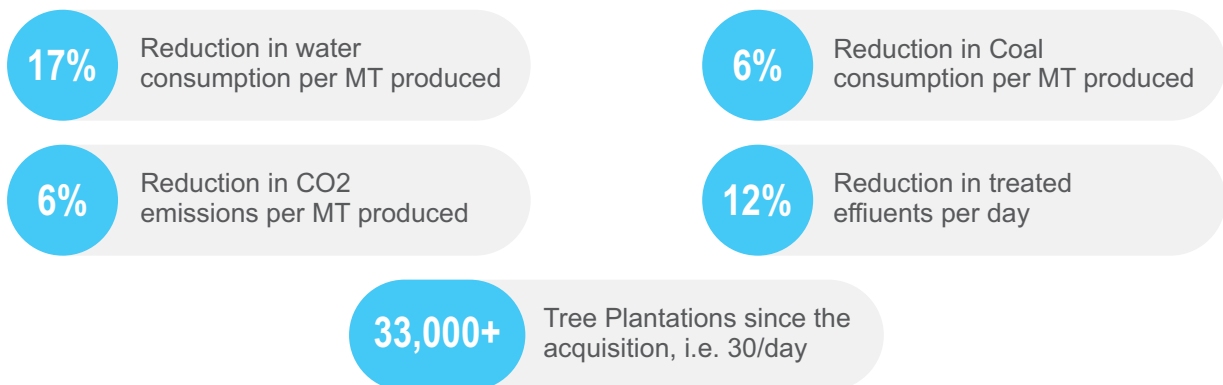 17%
Reduction in water
consumption per MT produced
6%
Reduction in Coal
consumption per MT produced
6%
Reduction in CO2
emissions per MT produced
12%
Reduction in treated
effiuents per day
33,000+
Tree Plantations since the
acquisition, i.e. 30/day